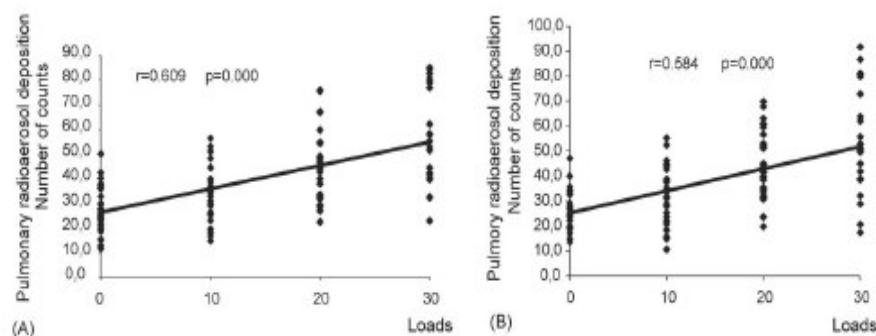 Pulmonary radioaerosol deposition
Number of counts
90,0
80,0
70,0
60,0
50,0
40,0
30,0
20,0
10,0
0,0
r=0.609 p=0.000
0 10 20 30
(A) Loads
Pulmory radioaerosol deposition
Number of counts
100,0
90,0
80,0
70,0
60,0
50,0
40,0
30,0
20,0
10,0
0,0
r=0.584 p=0.000
0 10 20 30
(B) Loads